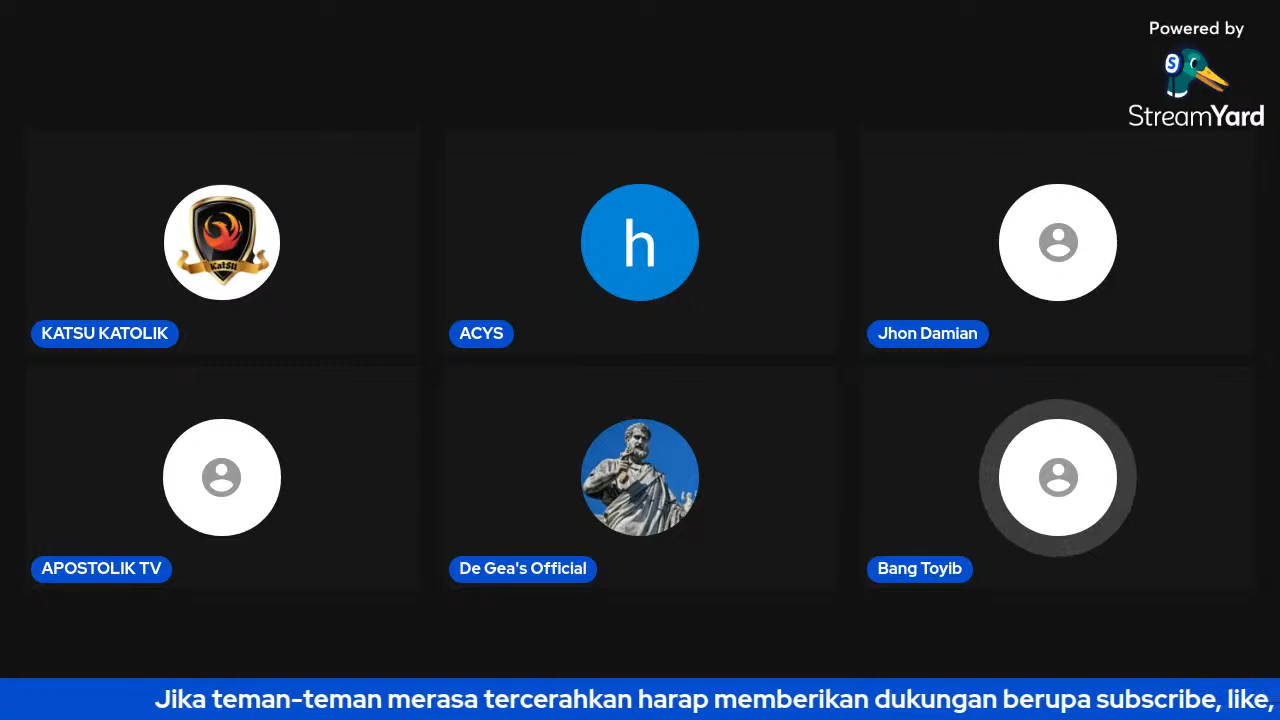 Powered by
StreamYard
KatSu
h
KATSU KATOLIK
ACYS
Jhon Damian
APOSTOLIK TV
De Gea's Official
Bang Toyib
Jika teman-teman merasa tercerahkan harap memberikan dukungan berupa subscribe, like,